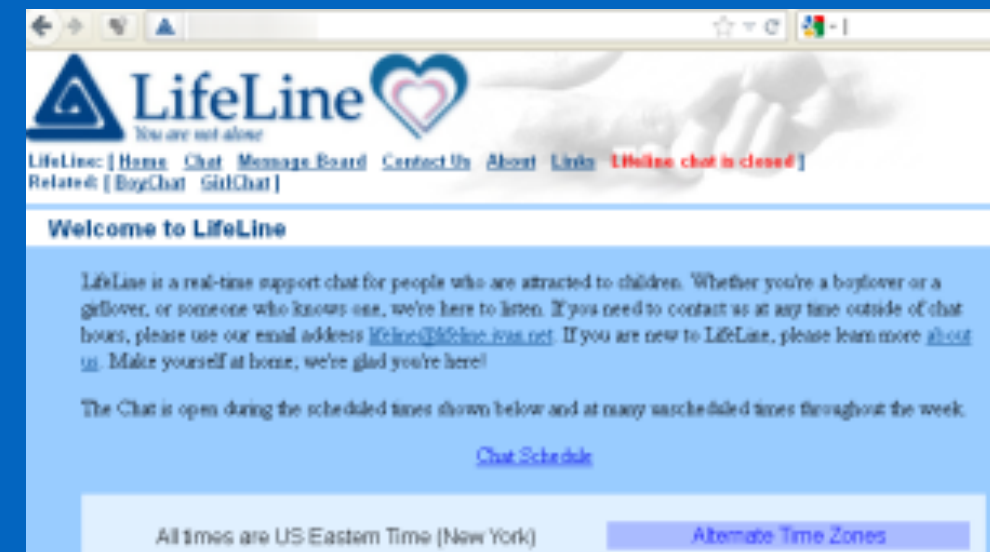 LifeLine
You are not alone
LifeLine: [ Home Chat Message Board Contact Us About Links Lifeline chat is closed ]
Related: [ BoyChat GirlChat ]
Welcome to LifeLine
LifeLine is a real-time support chat for people who are attracted to children. Whether you're a boylover or a
girllover, or someone who knows one, we're here to listen. If you need to contact us at any time outside of chat
hours, please use our email address. If you are new to LifeLine, please learn more about
us. Make yourself at home; we're glad you're here!
The Chat is open during the scheduled times shown below and at many unscheduled times throughout the week.
Chat Schedule
All times are US Eastern Time (New York)
Alternate Time Zones